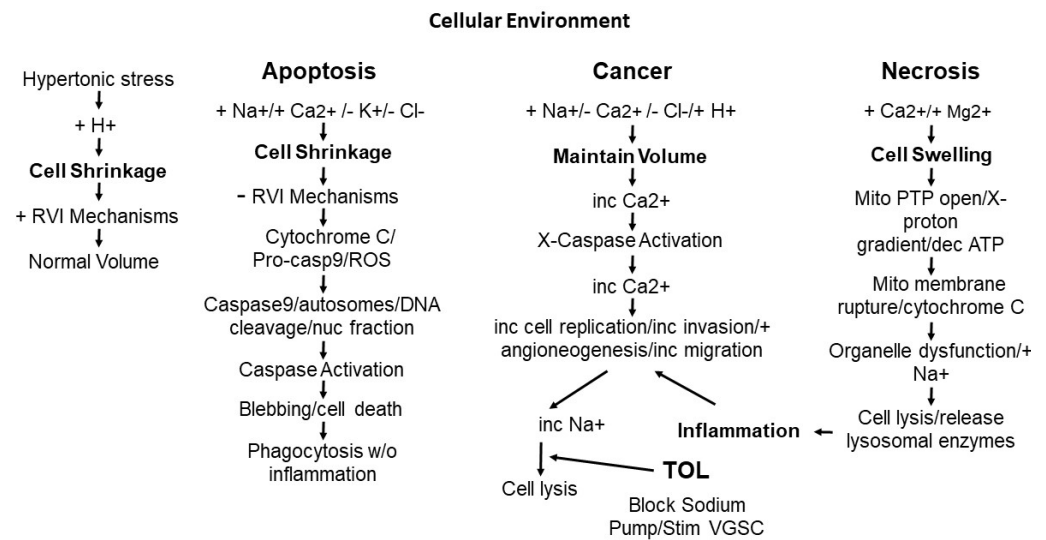 Cellular Environment
Hypertonic stress
+ H+
Cell Shrinkage
+ RVI Mechanisms
Normal Volume
Apoptosis
+ Na+/+ Ca2+ /- K+/- Cl-
Cell Shrinkage
- RVI Mechanisms
Cytochrome C/
Pro-casp9/ROS
Caspase9/autosomes/DNA
cleavage/nuc fraction
Caspase Activation
Blebbing/cell death
Phagocytosis w/o
inflammation
Cancer
+ Na+/- Ca2+ /- Cl-/+ H+
Maintain Volume
inc Ca2+
X-Caspase Activation
inc Ca2+
inc cell replication/inc invasion/+
angioneogenesis/inc migration
inc Na+
Cell lysis
TOL
Block Sodium
Pump/Stim VGSC
Necrosis
+ Ca2+/+ Mg2+
Cell Swelling
Mito PTP open/X-
proton
gradient/dec ATP
Mito membrane
rupture/cytochrome C
Organelle dysfunction/+
Na+
Cell lysis/release
lysosomal enzymes
Inflammation